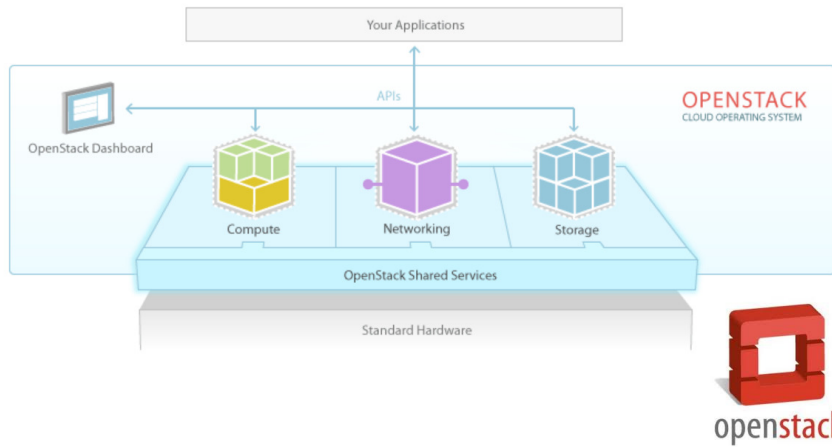 Your Applications
APIs
OPENSTACK
CLOUD OPERATING SYSTEM
OpenStack Dashboard
Compute
Networking
Storage
OpenStack Shared Services
Standard Hardware
openstack